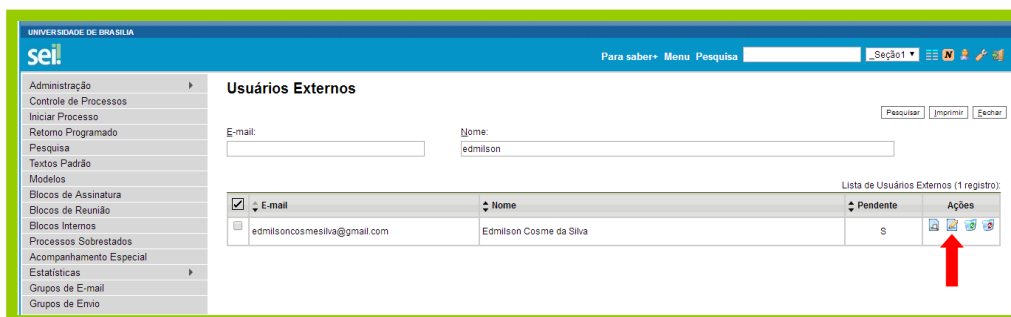 UNIVERSIDADE DE BRASILIA
sei!
Para saber+ Menu Pesquisa
_Seção1
N
Administração
Controle de Processos
Iniciar Processo
Retorno Programado
Pesquisa
Textos Padrão
Modelos
Blocos de Assinatura
Blocos de Reunião
Blocos Internos
Processos Sobrestados
Acompanhamento Especial
Estatísticas
Grupos de E-mail
Grupos de Envio
Usuários Externos
Pesquisar Imprimir Fechar
E-mail: Nome:
edmilson
Lista de Usuários Externos (1 registro):
E-mail Nome Pendente Ações
edmilsoncosmesilva@gmail.com Edmilson Cosme da Silva S